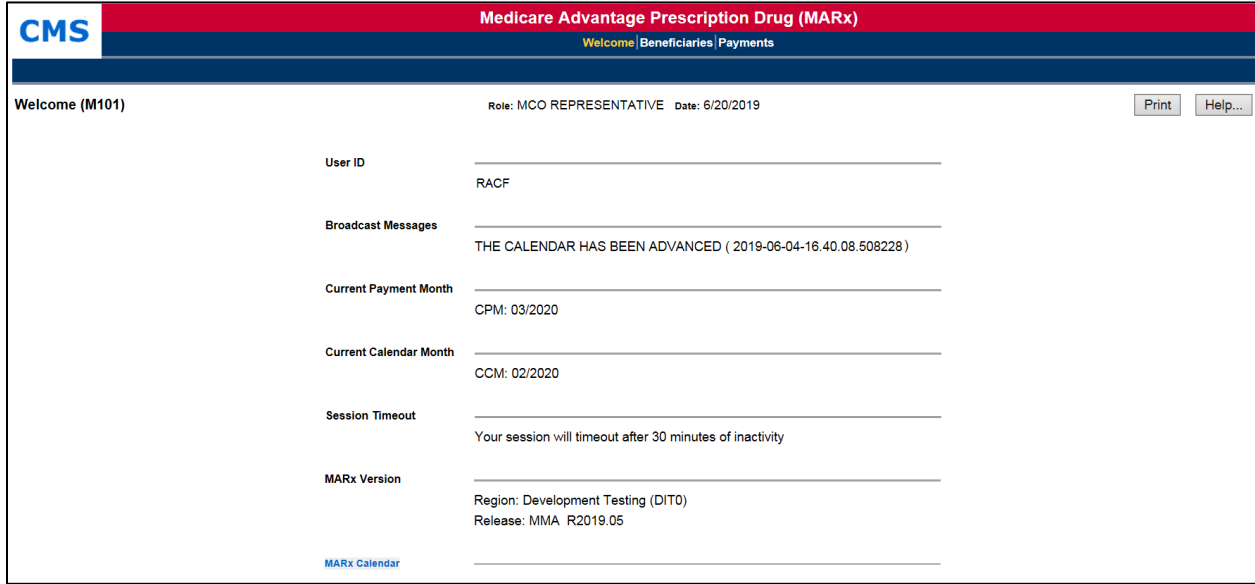 CMS
Medicare Advantage Prescription Drug (MARx)
Welcome|Beneficiaries|Payments
Welcome (M101)
Role: MCO REPRESENTATIVE Date: 6/20/2019
Print
Help...
User ID
RACF
Broadcast Messages
THE CALENDAR HAS BEEN ADVANCED ( 2019-06-04-16.40.08.508228 )
Current Payment Month
CPM: 03/2020
Current Calendar Month
CCM: 02/2020
Session Timeout
Your session will timeout after 30 minutes of inactivity
MARx Version
Region: Development Testing (DIT0)
Release: MMA R2019.05
MARx Calendar